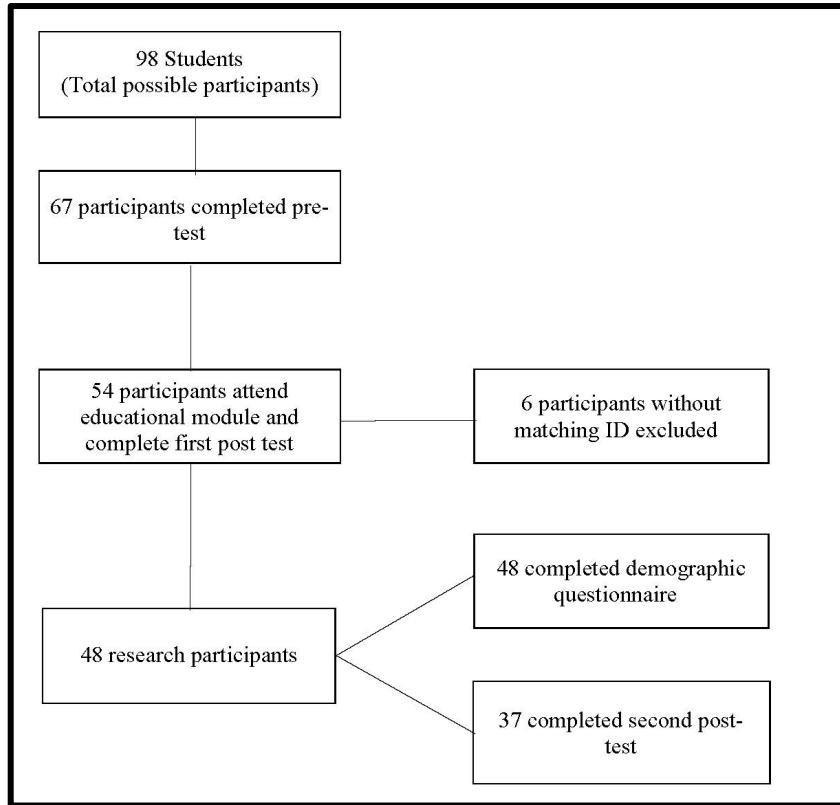 98 Students
(Total possible participants)
67 participants completed pre-
test
54 participants attend
educational module and
complete first post test
6 participants without
matching ID excluded
48 completed demographic
questionnaire
48 research participants
37 completed second post-
test